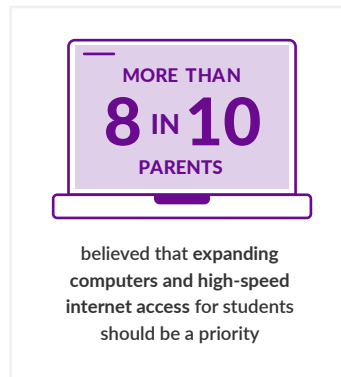 MORE THAN
8 IN 10
PARENTS
believed that expanding
computers and high-speed
internet access for students
should be a priority